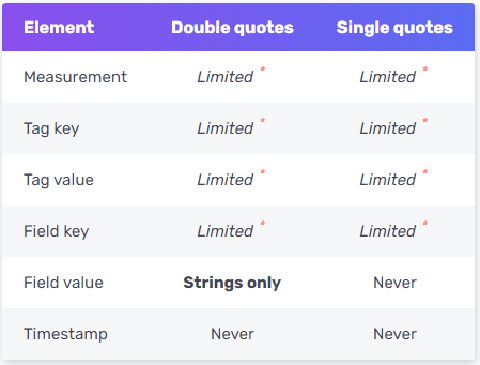 Element Double quotes Single quotes
Measurement Limited * Limited *
Tag key Limited * Limited *
Tag value Limited * Limited *
Field key Limited * Limited *
Field value Strings only Never
Timestamp Never Never